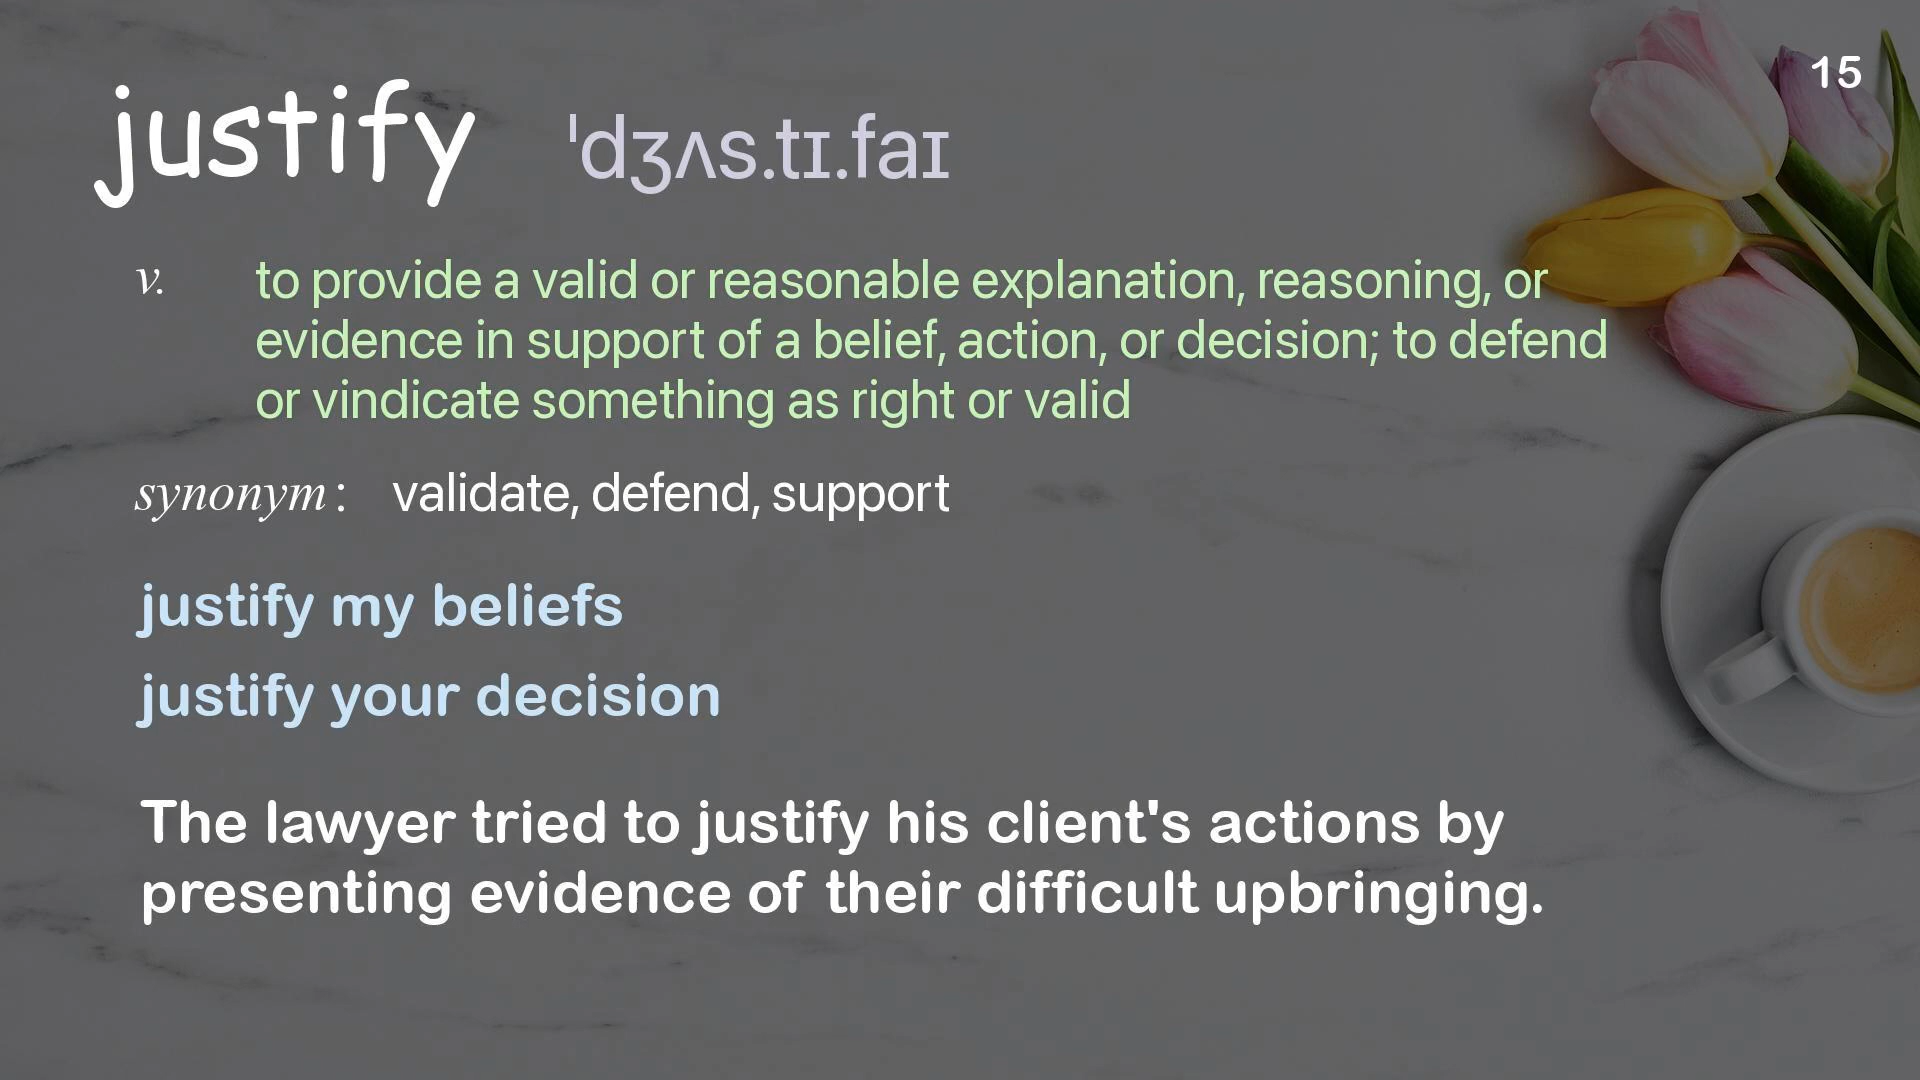 15
justify ˈdʒʌs.tɪ.faɪ
v. to provide a valid or reasonable explanation, reasoning, or
evidence in support of a belief, action, or decision; to defend
or vindicate something as right or valid
synonym : validate, defend, support
justify my beliefs
justify your decision
The lawyer tried to justify his client's actions by
presenting evidence of their difficult upbringing.